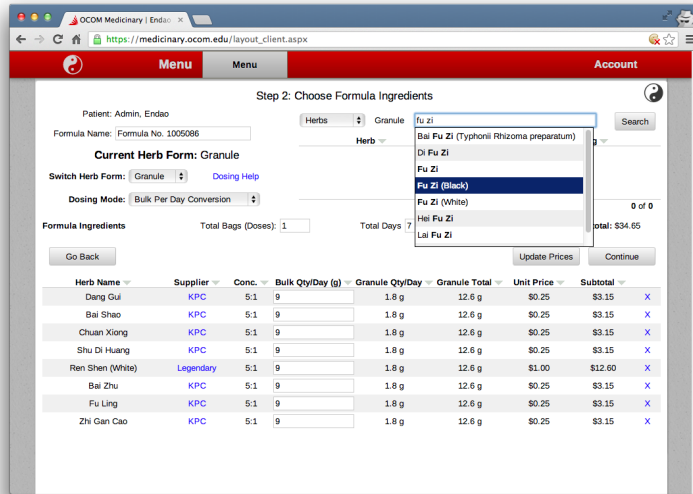 OCOM Medicinary | Endao
https://medicinary.ocom.edu/layout_client.aspx
Menu Menu Account
Step 2: Choose Formula Ingredients
Patient: Admin, Endao
Herbs Granule fu zi Search
Formula Name: Formula No. 1005086
Herb
Bai Fu Zi (Typhonii Rhizoma preparatum)
Di Fu Zi
Fu Zi
Fu Zi (Black)
Fu Zi (White)
Hei Fu Zi
Lai Fu Zi
Current Herb Form: Granule
Switch Herb Form: Granule Dosing Help
Dosing Mode: Bulk Per Day Conversion
0 of 0
Formula Ingredients Total Bags (Doses): 1 Total Days 7 $34.65
Go Back Update Prices Continue
Herb Name Supplier Conc. Bulk Qty/Day (g) Granule Qty/Day Granule Total Unit Price Subtotal
Dang Gui KPC 5:1 9 1.8 g 12.6 g $0.25 $3.15 X
Bai Shao KPC 5:1 9 1.8 g 12.6 g $0.25 $3.15 X
Chuan Xiong KPC 5:1 9 1.8 g 12.6 g $0.25 $3.15 X
Shu Di Huang KPC 5:1 9 1.8 g 12.6 g $0.25 $3.15 X
Ren Shen (White) Legendary 5:1 9 1.8 g 12.6 g $1.00 $12.60 X
Bai Zhu KPC 5:1 9 1.8 g 12.6 g $0.25 $3.15 X
Fu Ling KPC 5:1 9 1.8 g 12.6 g $0.25 $3.15 X
Zhi Gan Cao KPC 5:1 9 1.8 g 12.6 g $0.25 $3.15 X